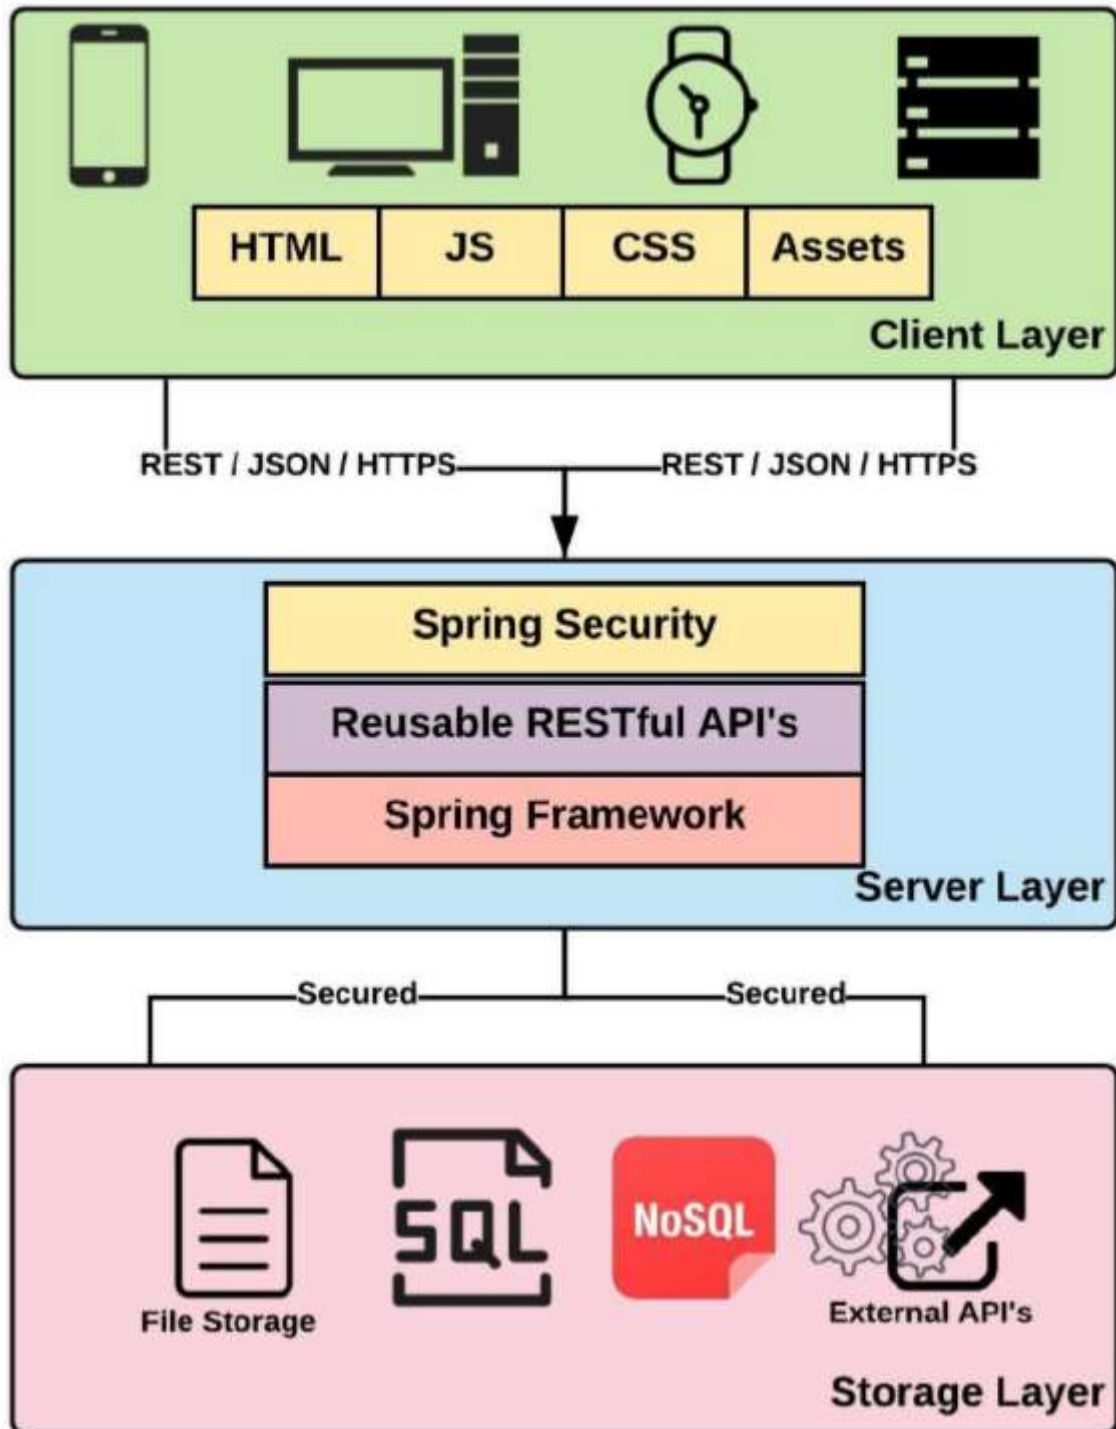 HTML JS CSS Assets
Client Layer
REST / JSON / HTTPS REST / JSON / HTTPS
Spring Security
Reusable RESTful API's
Spring Framework
Server Layer
Secured Secured
SQL NoSQL
File Storage External API's
Storage Layer